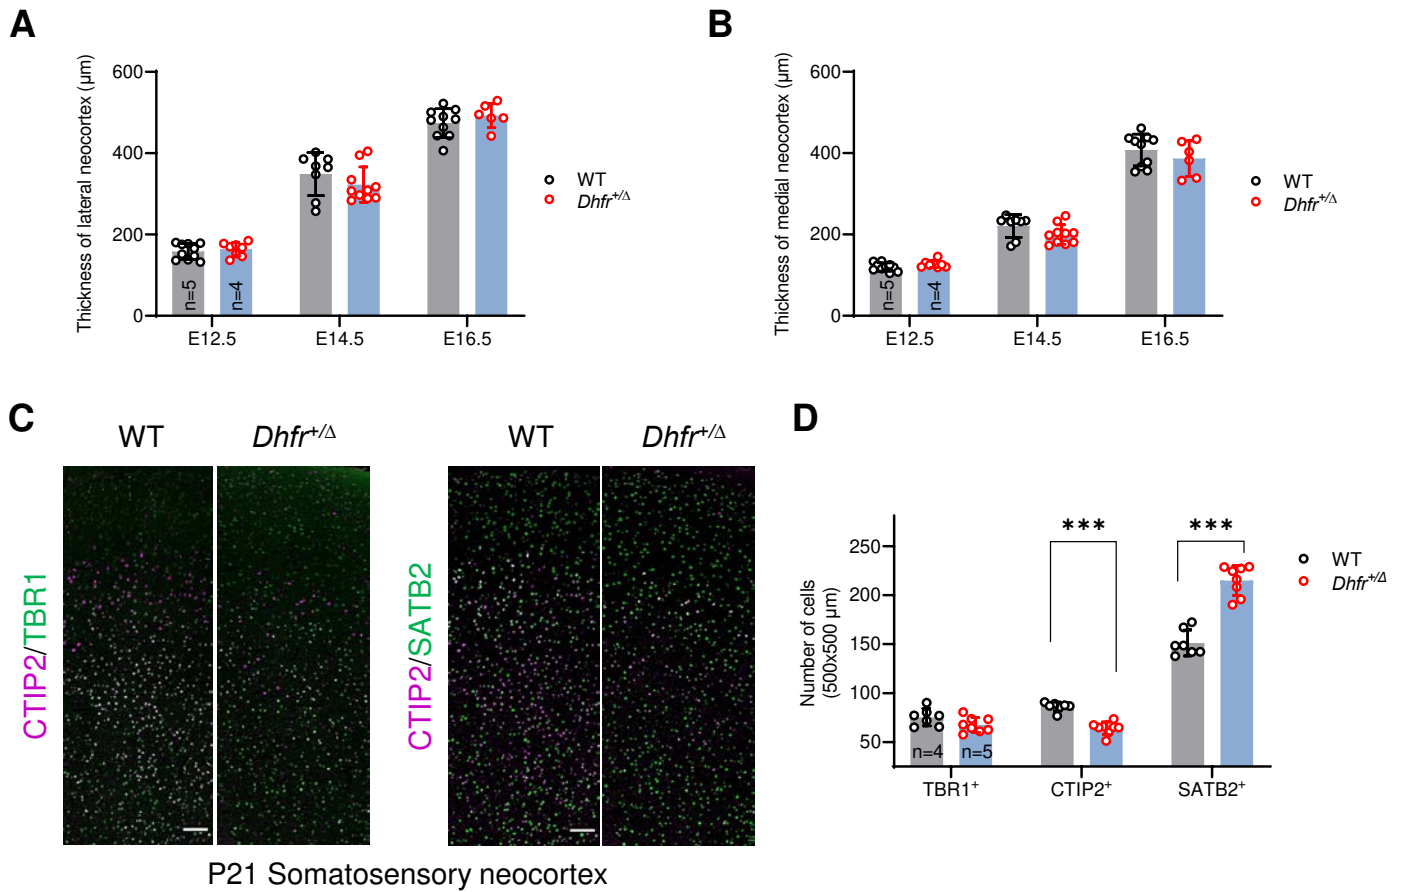 A
Thickness of lateral neocortex (μm)
600
400
200
0
n=5
n=4
E12.5
E14.5
E16.5
WT
Dhfr+/Δ
B
Thickness of medial neocortex (μm)
600
400
200
0
n=5
n=4
E12.5
E14.5
E16.5
WT
Dhfr+/Δ
C
WT
Dhfr+/Δ
WT
Dhfr+/Δ
CTIP2/TBR1
CTIP2/SATB2
P21 Somatosensory neocortex
D
Number of cells
(500x500 μm)
250
200
150
100
50
***
***
n=4
n=5
TBR1+
CTIP2+
SATB2+
WT
Dhfr+/Δ